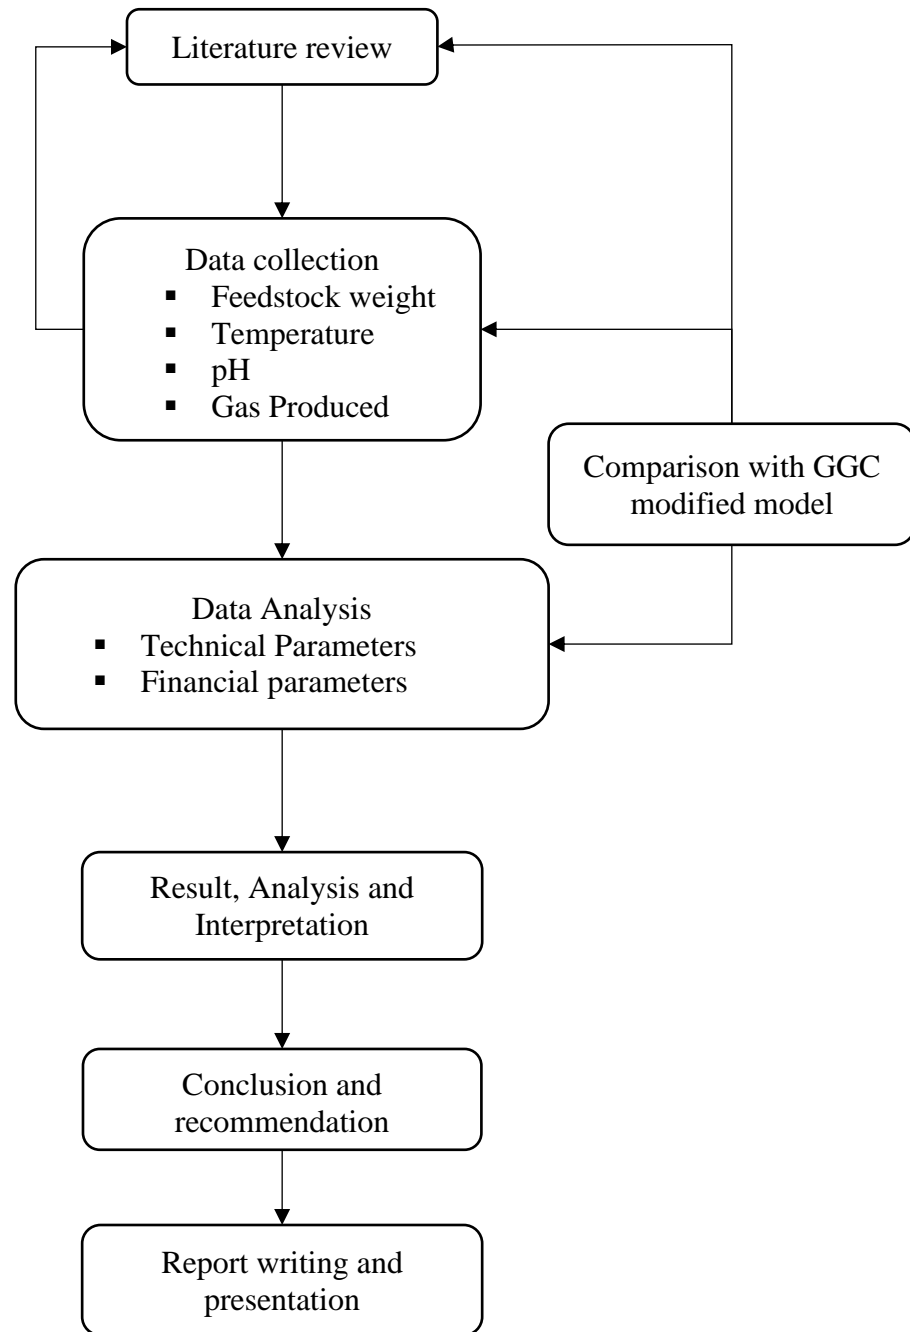 Literature review
Data collection
▪ Feedstock weight
▪ Temperature
▪ pH
▪ Gas Produced
Comparison with GGC
modified model
Data Analysis
▪ Technical Parameters
▪ Financial parameters
Result, Analysis and
Interpretation
Conclusion and
recommendation
Report writing and
presentation